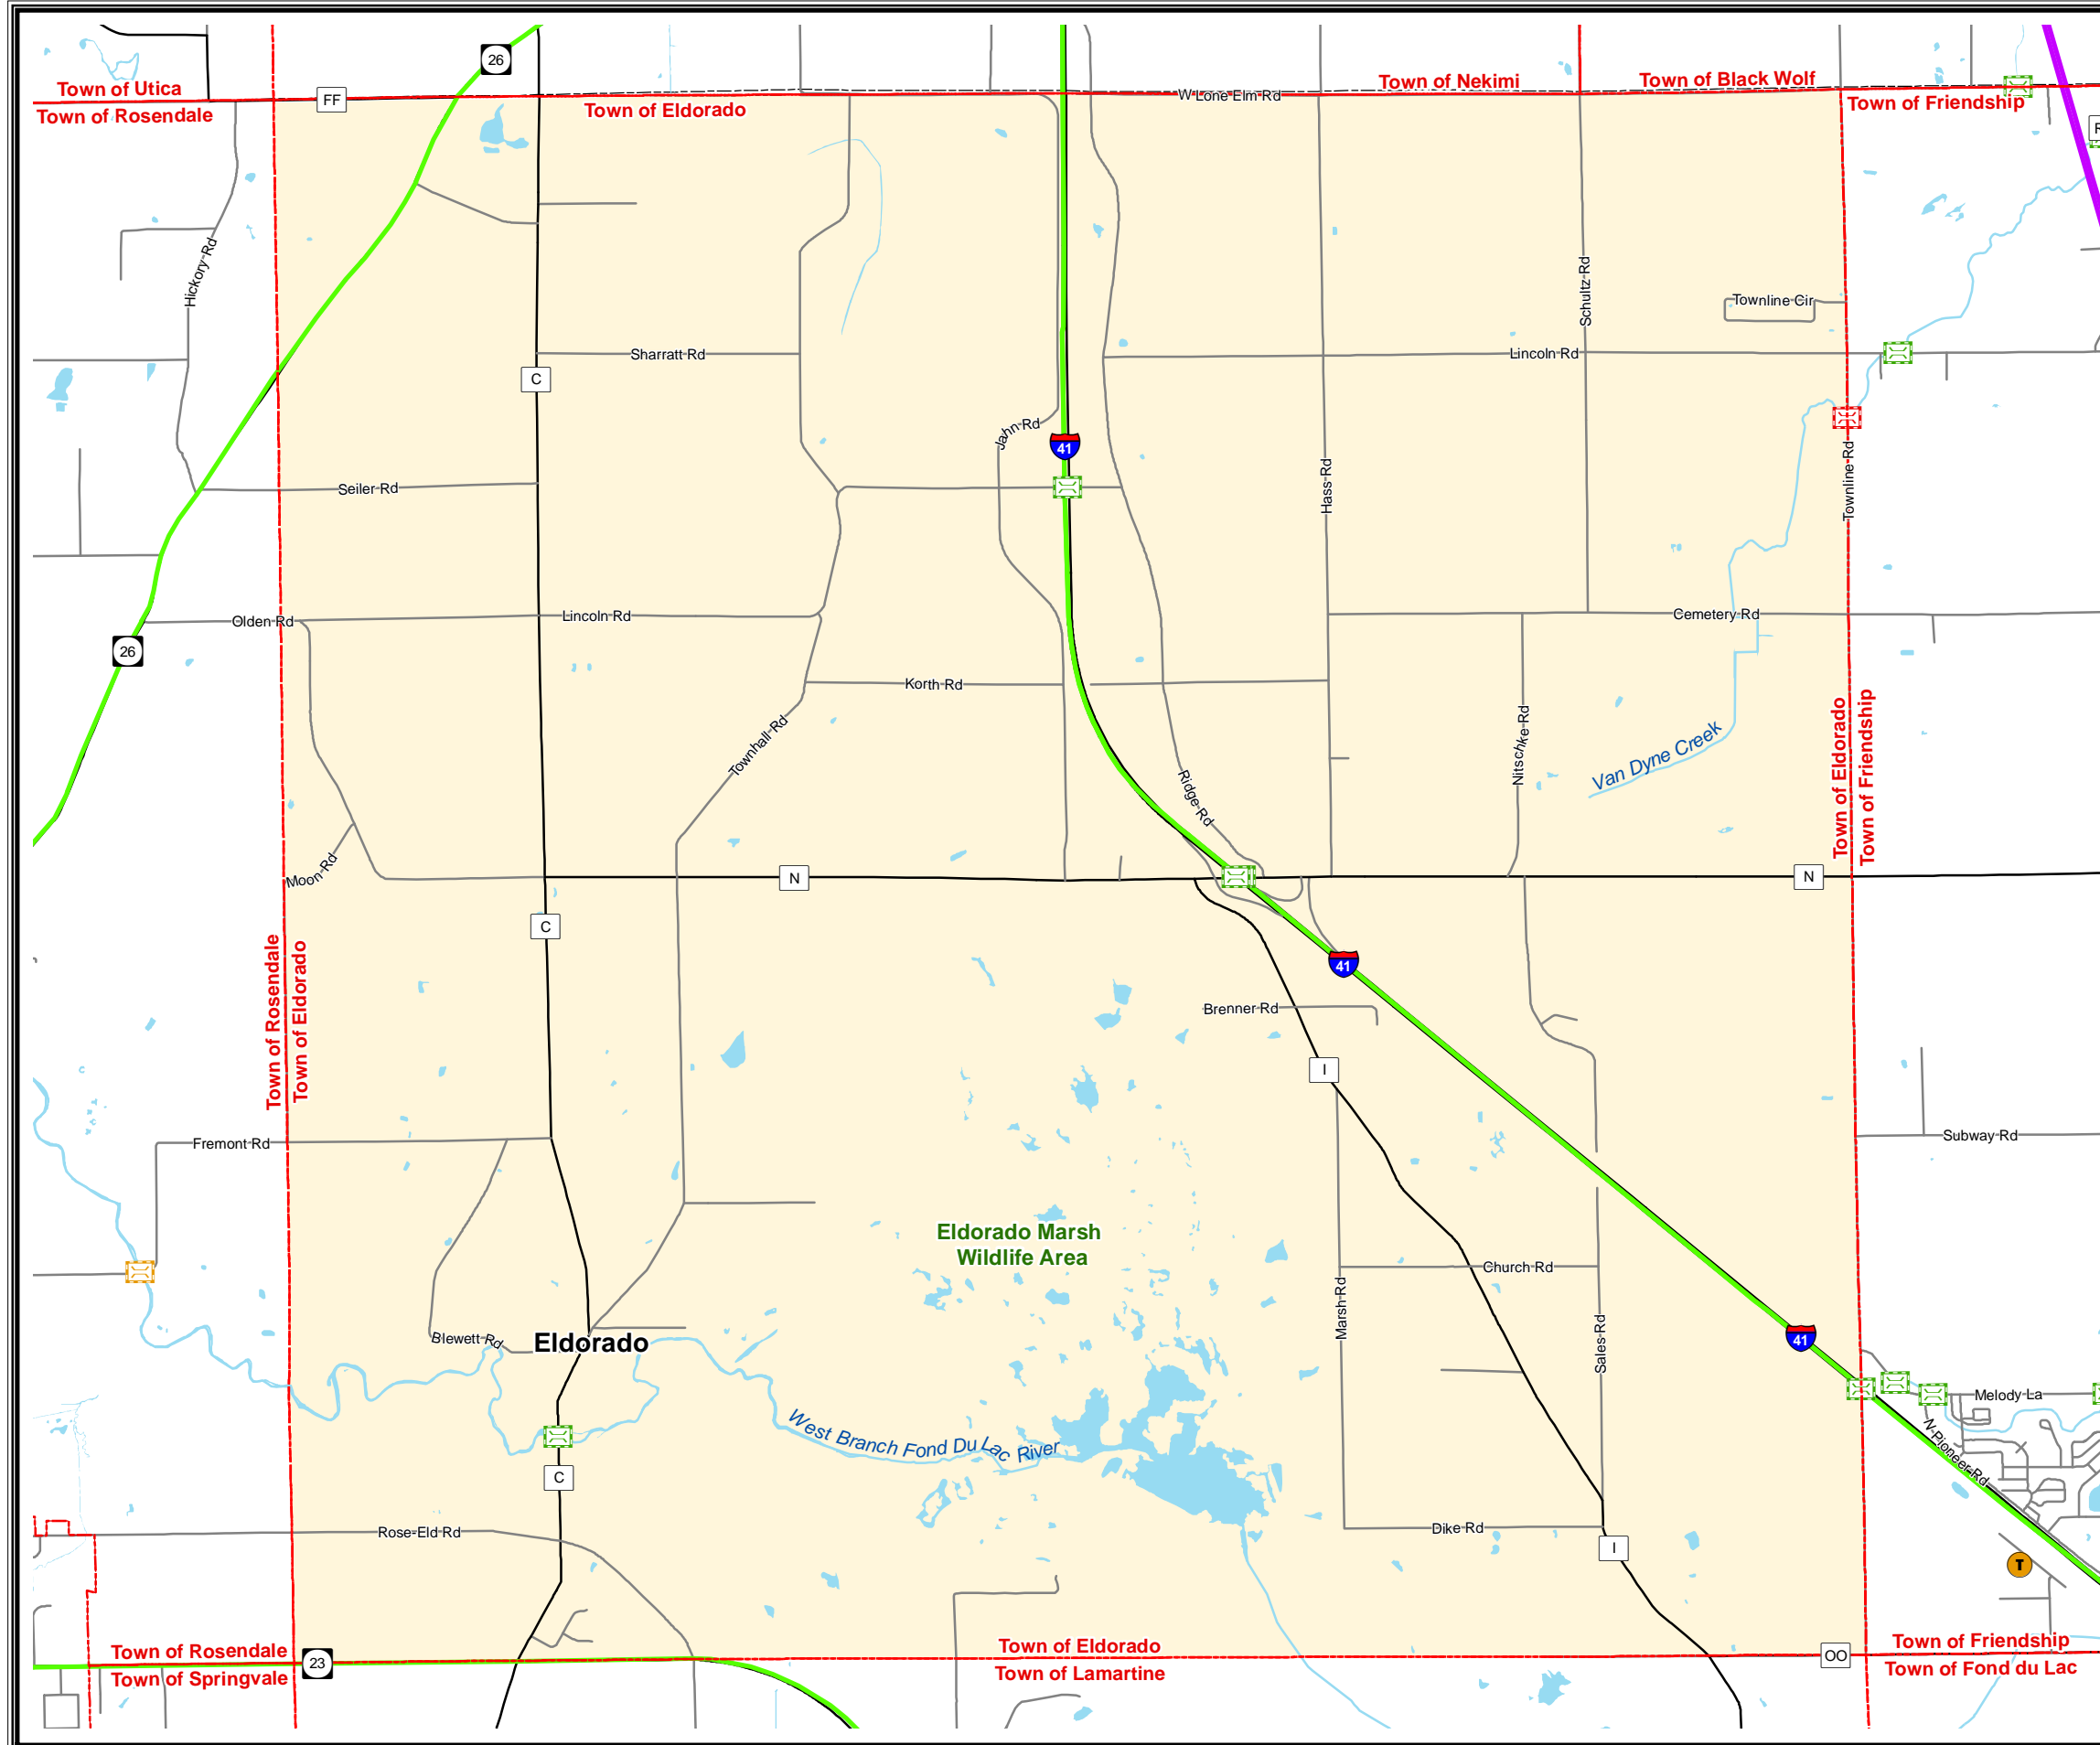 26
Town of Utica
Town of Nekimi
Town of Black Wolf
FF
W Lone Elm Rd
Town of Rosendale
Town of Eldorado
Town of Friendship
Hickory Rd
Schultz Rd
Townline Cir
Sharratt Rd
Lincoln Rd
C
Jahn Rd
41
Hass Rd
Townline Rd
Seiler Rd
Olden Rd
Lincoln Rd
Cemetery Rd
26
Korth Rd
Townhall Rd
Ridge Rd
Nitschke Rd
Van Dyne Creek
Town of Eldorado
Town of Friendship
Moon Rd
N
N
C
Town of Rosendale
Town of Eldorado
41
Brenner Rd
I
Fremont Rd
Subway Rd
Eldorado Marsh
Wildlife Area
Church Rd
Marsh Rd
Sales Rd
Blewett Rd
Eldorado
41
Melody La
West Branch Fond Du Lac River
N Pioneer Rd
C
Rose-Eld Rd
Dike Rd
I
T
Town of Rosendale
23
Town of Eldorado
OO
Town of Friendship
Town of Springvale
Town of Lamartine
Town of Fond du Lac